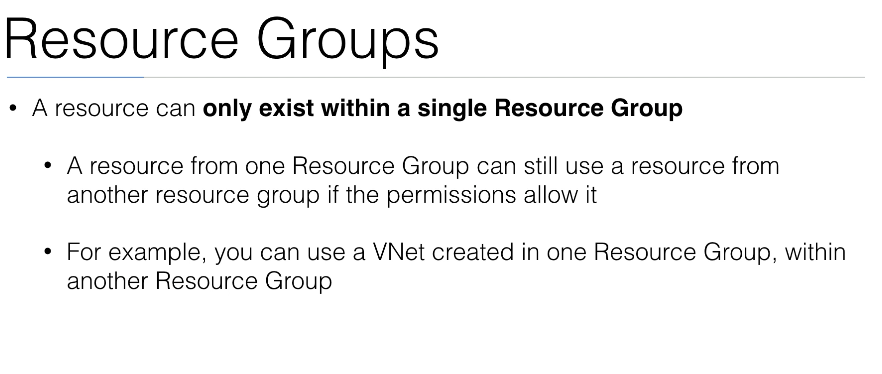 Resource Groups
• A resource can only exist within a single Resource Group
• A resource from one Resource Group can still use a resource from
another resource group if the permissions allow it
• For example, you can use a VNet created in one Resource Group, within
another Resource Group